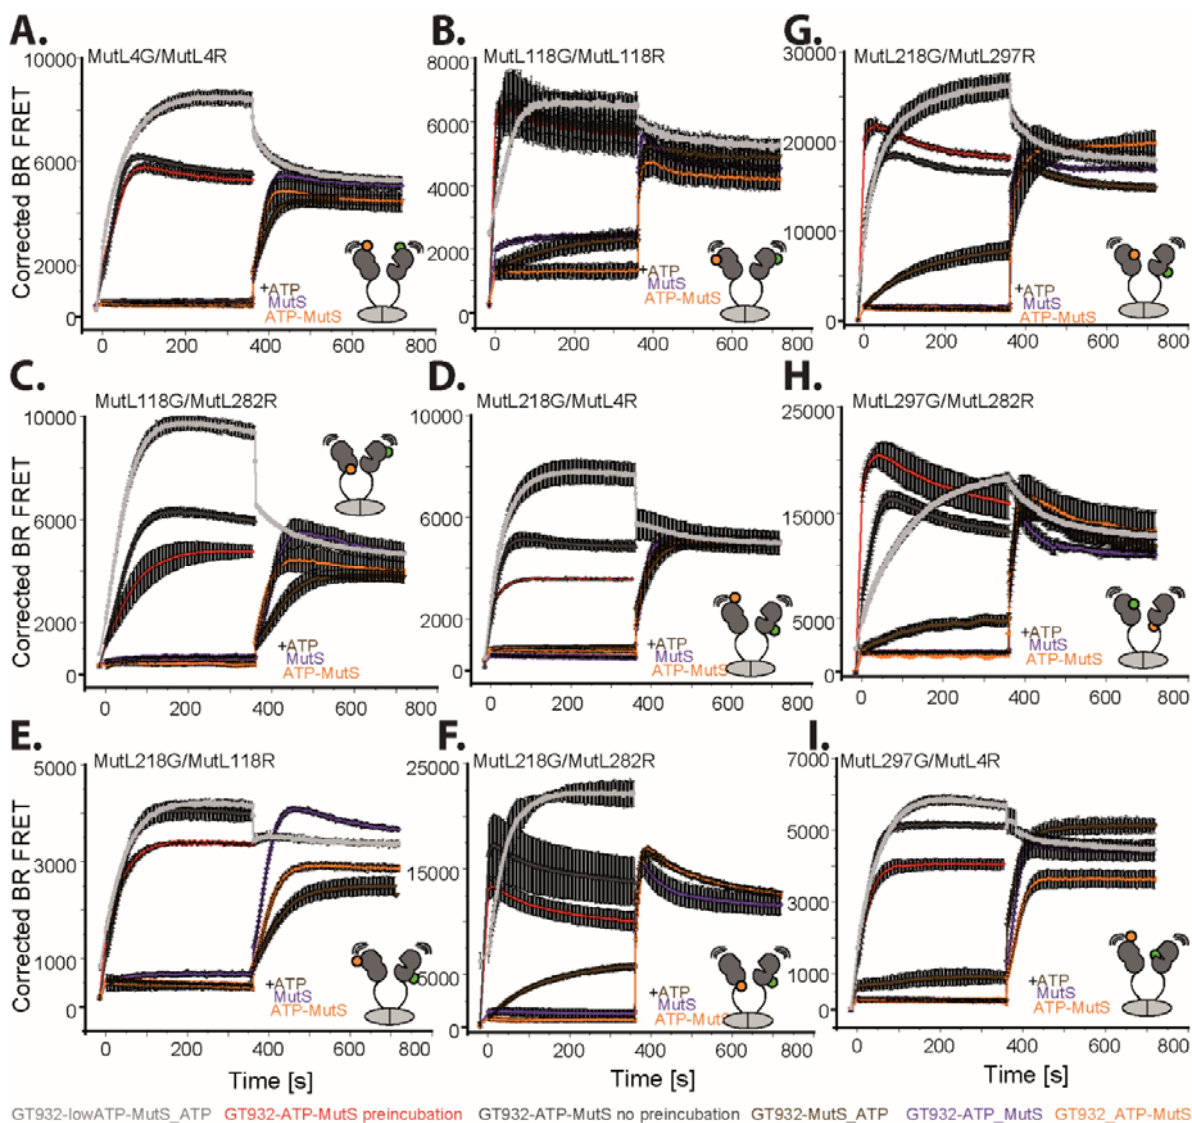 A.
MutL4G/MutL4R
10000
6000
2000
0
Corrected BR FRET
+ATP
MutS
ATP-MutS
0 200 400 600 800
B.
MutL118G/MutL118R
8000
6000
4000
2000
0
+ATP
MutS
ATP-MutS
0 200 400 600 800
G.
MutL218G/MutL297R
30000
20000
10000
0
+ATP
MutS
ATP-MutS
0 200 400 600 800
C.
MutL118G/MutL282R
10000
6000
2000
0
Corrected BR FRET
+ATP
MutS
ATP-MutS
0 200 400 600 800
D.
MutL218G/MutL4R
10000
6000
2000
0
+ATP
MutS
ATP-MutS
0 200 400 600 800
H.
MutL297G/MutL282R
25000
15000
5000
0
+ATP
MutS
ATP-MutS
0 200 400 600 800
E.
MutL218G/MutL118R
5000
3000
1000
0
Corrected BR FRET
+ATP
MutS
ATP-MutS
0 200 400 600 800
Time [s]
F.
MutL218G/MutL282R
25000
15000
5000
0
+ATP
MutS
ATP-MutS
0 200 400 600 800
Time [s]
I.
MutL297G/MutL4R
7000
5000
3000
1000
0
+ATP
MutS
ATP-MutS
0 200 400 600 800
Time [s]
GT932-lowATP-MutS_ATP GT932-ATP-MutS preincubation GT932-ATP-MutS no preincubation GT932-MutS_ATP GT932-ATP_MutS GT932_ATP-MutS